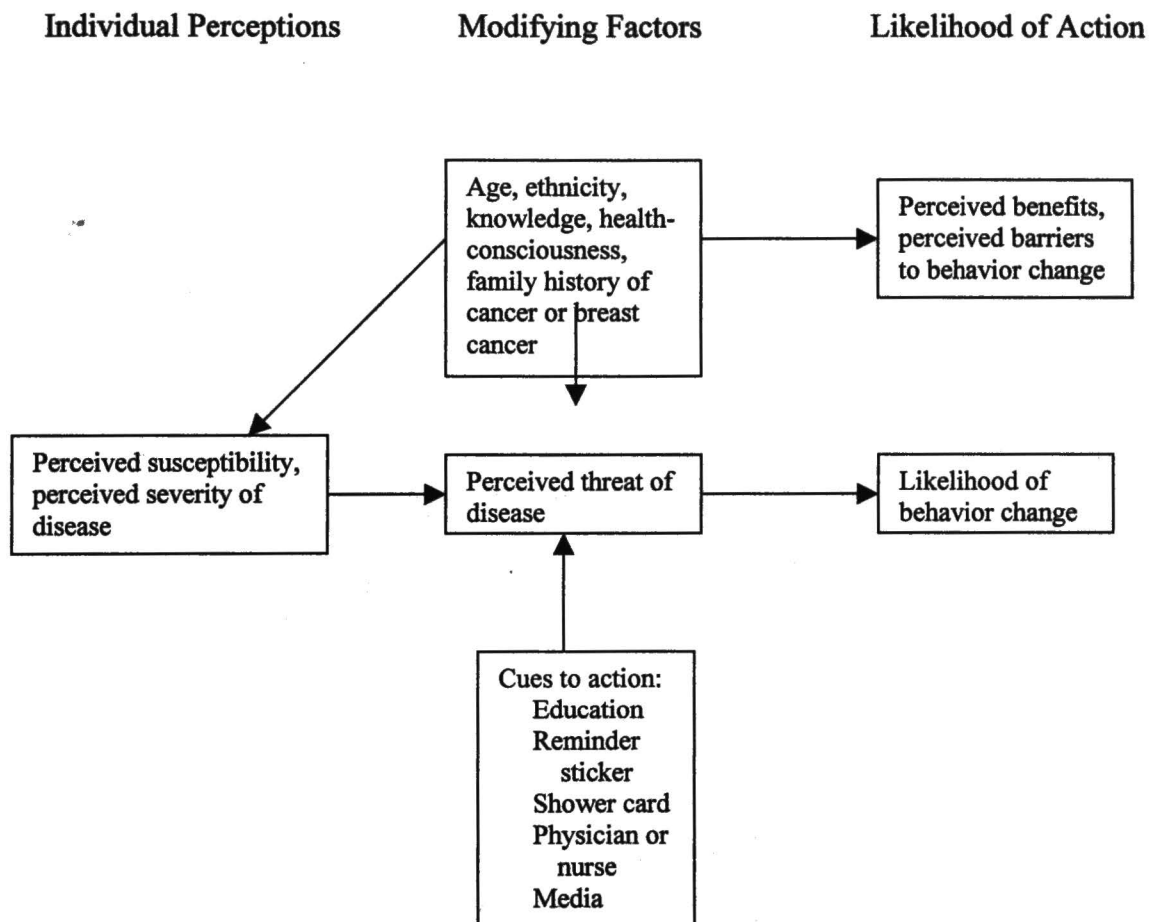 Individual Perceptions
Modifying Factors
Likelihood of Action
Age, ethnicity,
knowledge, health-
consciousness,
family history of
cancer or breast
cancer
Perceived benefits,
perceived barriers
to behavior change
Perceived susceptibility,
perceived severity of
disease
Perceived threat of
disease
Likelihood of
behavior change
Cues to action:
Education
Reminder
sticker
Shower card
Physician or
nurse
Media